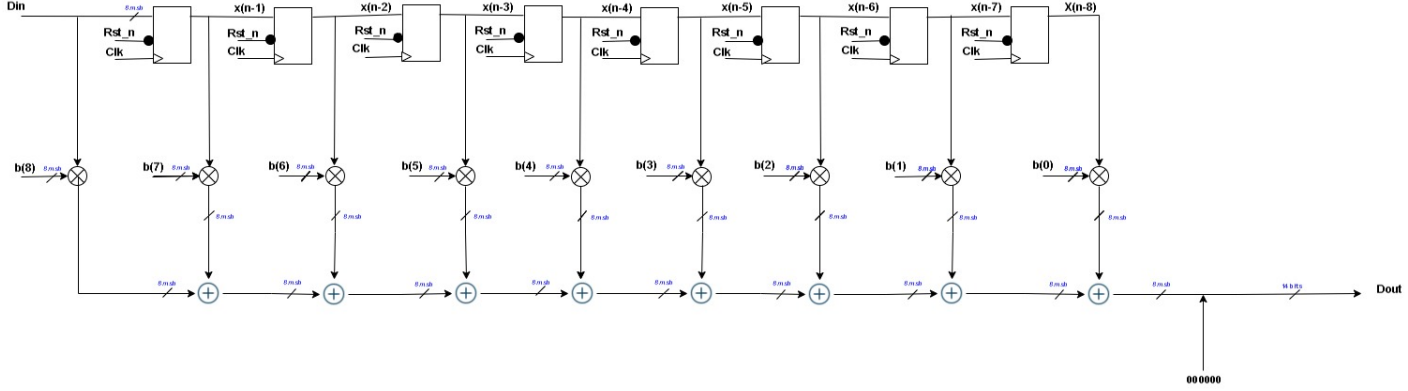 Din 8msb x(n-1) x(n-2) x(n-3) x(n-4) x(n-5) x(n-6) x(n-7) X(n-8)
Rst_n Rst_n Rst_n Rst_n Rst_n Rst_n Rst_n Rst_n
Clk Clk Clk Clk Clk Clk Clk Clk
b(8) 8msb b(7) 8msb b(6) 8msb b(5) 8msb b(4) 8msb b(3) 8msb b(2) 8msb b(1) 8msb b(0) 8msb
8msb 8msb 8msb 8msb 8msb 8msb 8msb 8msb
8msb 8msb 8msb 8msb 8msb 8msb 8msb 8msb 8msb 14 bits Dout
000000